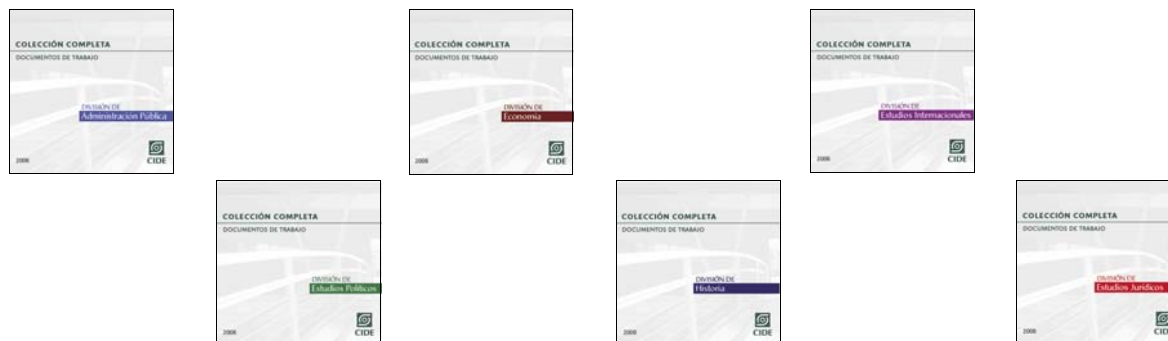 COLECCIÓN COMPLETA
DOCUMENTOS DE TRABAJO
DIVISIÓN DE
Administración Pública
2008
CIDE
COLECCIÓN COMPLETA
DOCUMENTOS DE TRABAJO
DIVISIÓN DE
Economía
2008
CIDE
COLECCIÓN COMPLETA
DOCUMENTOS DE TRABAJO
DIVISIÓN DE
Estudios Internacionales
2008
CIDE
COLECCIÓN COMPLETA
DOCUMENTOS DE TRABAJO
DIVISIÓN DE
Estudios Políticos
2008
CIDE
COLECCIÓN COMPLETA
DOCUMENTOS DE TRABAJO
DIVISIÓN DE
Historia
2008
CIDE
COLECCIÓN COMPLETA
DOCUMENTOS DE TRABAJO
DIVISIÓN DE
Estudios Jurídicos
2008
CIDE